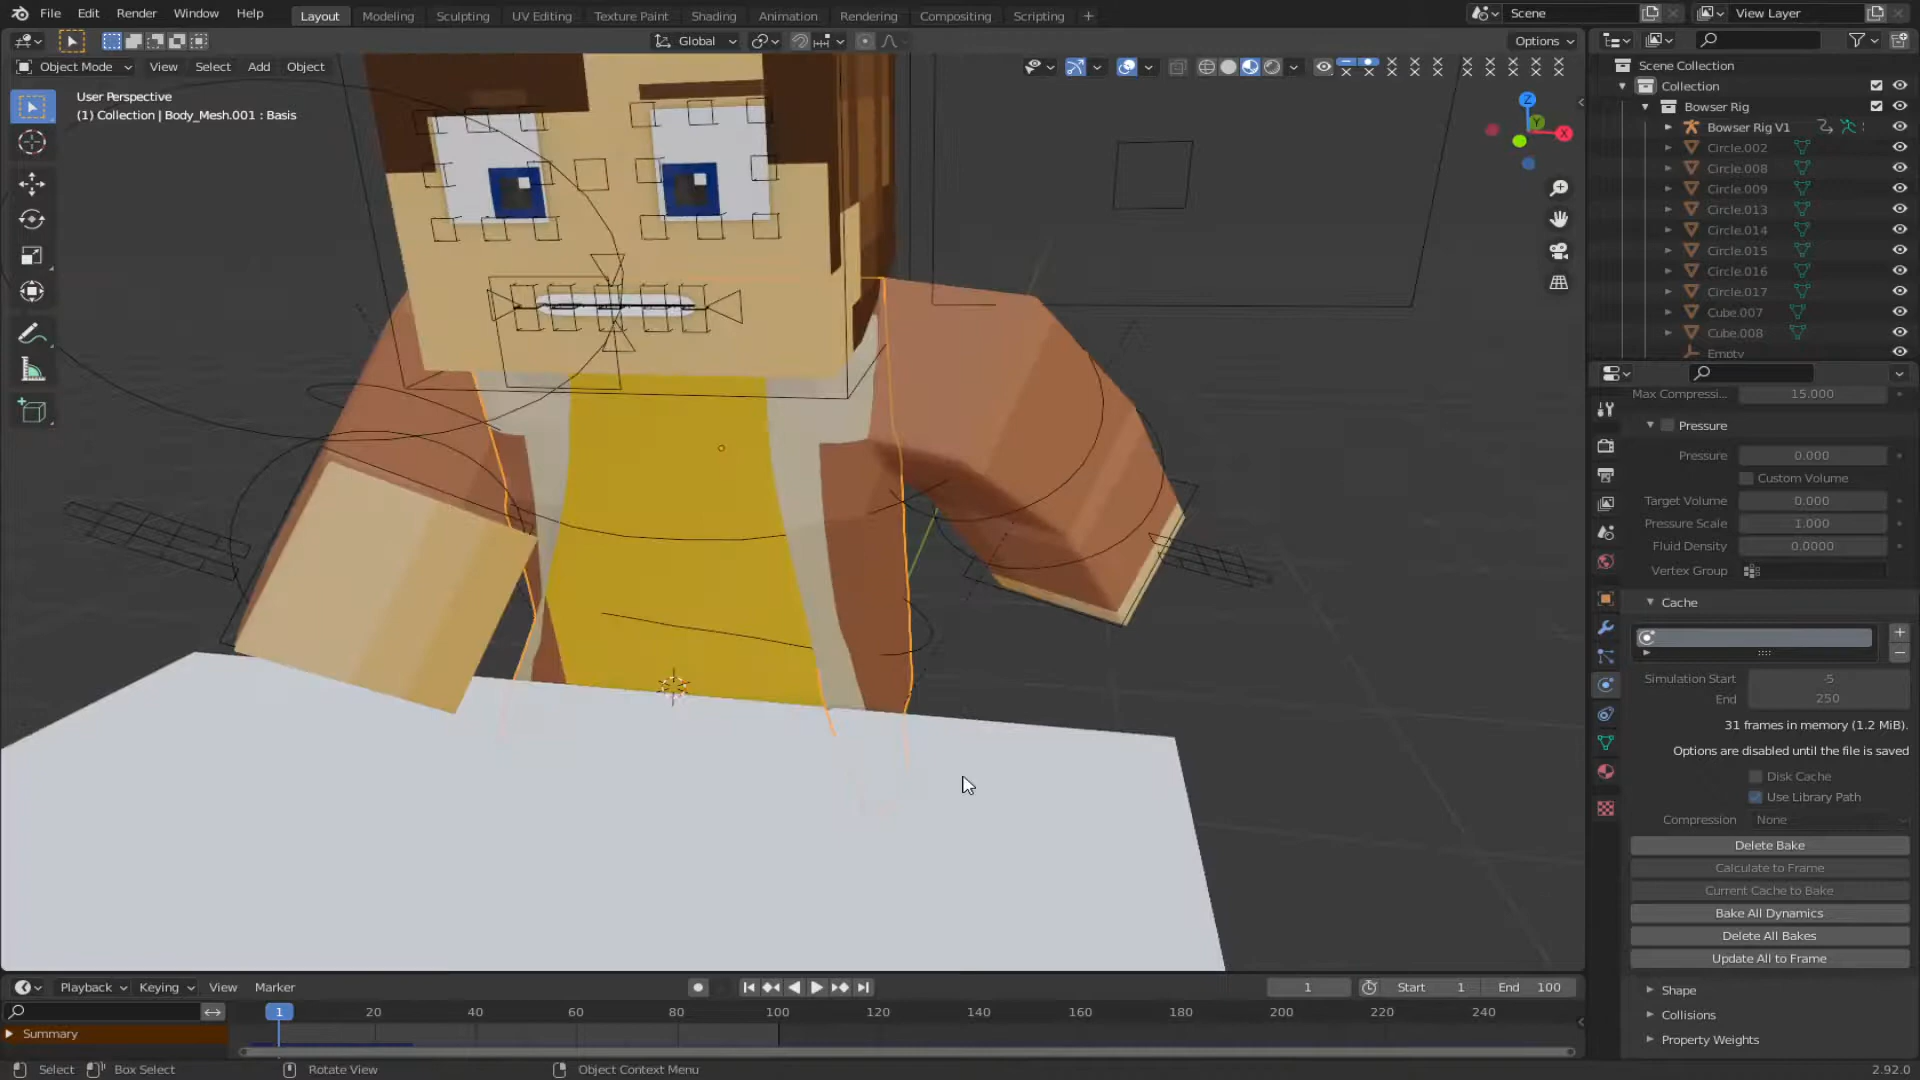 File Edit Render Window Help
Layout Modeling Sculpting UV Editing Texture Paint Shading Animation Rendering Compositing Scripting +
Scene
View Layer
Global
Options
Object Mode View Select Add Object
User Perspective
(1) Collection | Body_Mesh.001 : Basis
Z
Y
X
Scene Collection
Collection
Bowser Rig
Bowser Rig V1
Circle.002
Circle.008
Circle.009
Circle.013
Circle.014
Circle.015
Circle.016
Circle.017
Cube.007
Cube.008
Empty
Max Compressi... 15.000
Pressure
Pressure 0.000
Custom Volume
Target Volume 0.000
Pressure Scale 1.000
Fluid Density 0.0000
Vertex Group
Cache
Simulation Start -5
End 250
31 frames in memory (1.2 MiB).
Options are disabled until the file is saved
Disk Cache
Use Library Path
Compression None
Delete Bake
Calculate to Frame
Current Cache to Bake
Bake All Dynamics
Delete All Bakes
Update All to Frame
Shape
Collisions
Property Weights
Playback Keying View Marker
1 Start 1 End 100
1 20 40 60 80 100 120 140 160 180 200 220 240
Summary
Select Box Select Rotate View Object Context Menu 2.92.0